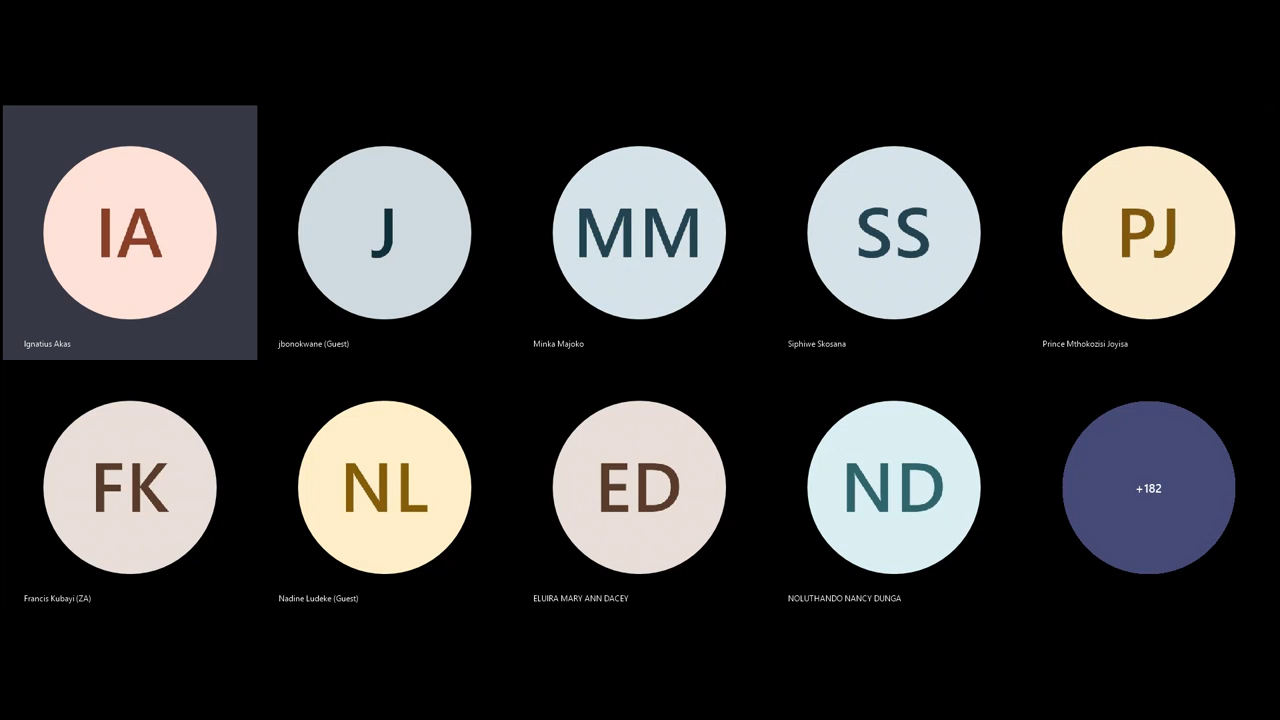 IA
J
MM
SS
PJ
Ignatius Akas
jbonokwane (Guest)
Minka Majoko
Siphiwe Skosana
Prince Mthokozisi Joyisa
FK
NL
ED
ND
+182
Francis Kubayi (ZA)
Nadine Ludeke (Guest)
ELUIRA MARY ANN DACEY
NOLUTHANDO NANCY DUNGA